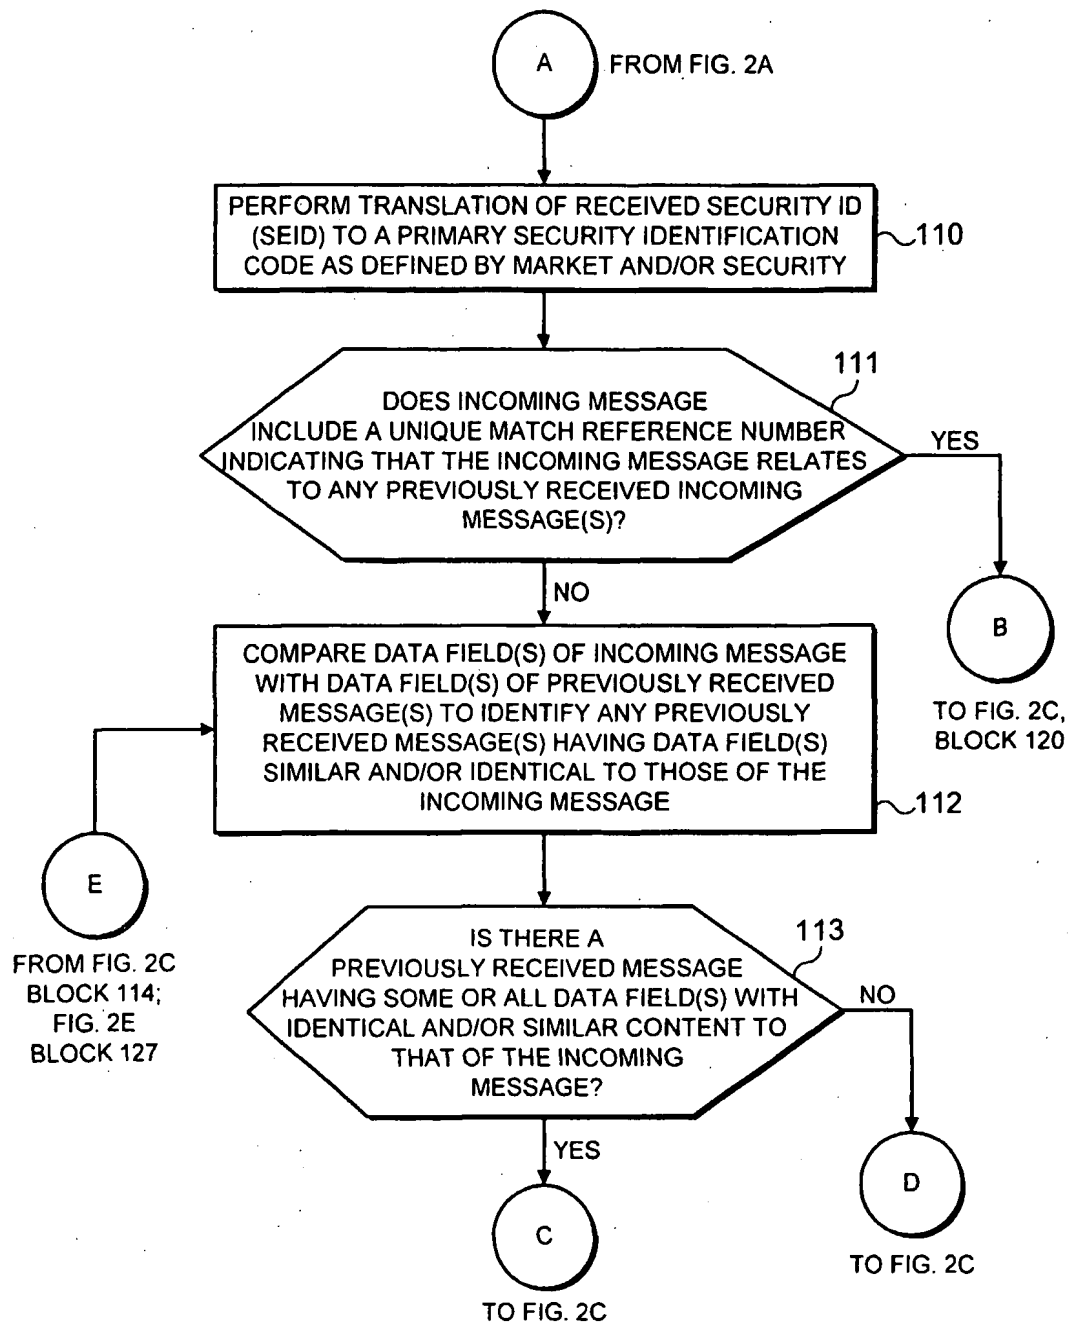 A
FROM FIG. 2A
PERFORM TRANSLATION OF RECEIVED SECURITY ID
(SEID) TO A PRIMARY SECURITY IDENTIFICATION
CODE AS DEFINED BY MARKET AND/OR SECURITY
110
111
DOES INCOMING MESSAGE
INCLUDE A UNIQUE MATCH REFERENCE NUMBER
INDICATING THAT THE INCOMING MESSAGE RELATES
TO ANY PREVIOUSLY RECEIVED INCOMING
MESSAGE(S)?
YES
NO
B
TO FIG. 2C,
BLOCK 120
COMPARE DATA FIELD(S) OF INCOMING MESSAGE
WITH DATA FIELD(S) OF PREVIOUSLY RECEIVED
MESSAGE(S) TO IDENTIFY ANY PREVIOUSLY
RECEIVED MESSAGE(S) HAVING DATA FIELD(S)
SIMILAR AND/OR IDENTICAL TO THOSE OF THE
INCOMING MESSAGE
112
E
FROM FIG. 2C
BLOCK 114;
FIG. 2E
BLOCK 127
113
IS THERE A
PREVIOUSLY RECEIVED MESSAGE
HAVING SOME OR ALL DATA FIELD(S) WITH
IDENTICAL AND/OR SIMILAR CONTENT TO
THAT OF THE INCOMING
MESSAGE?
NO
YES
D
TO FIG. 2C
C
TO FIG. 2C